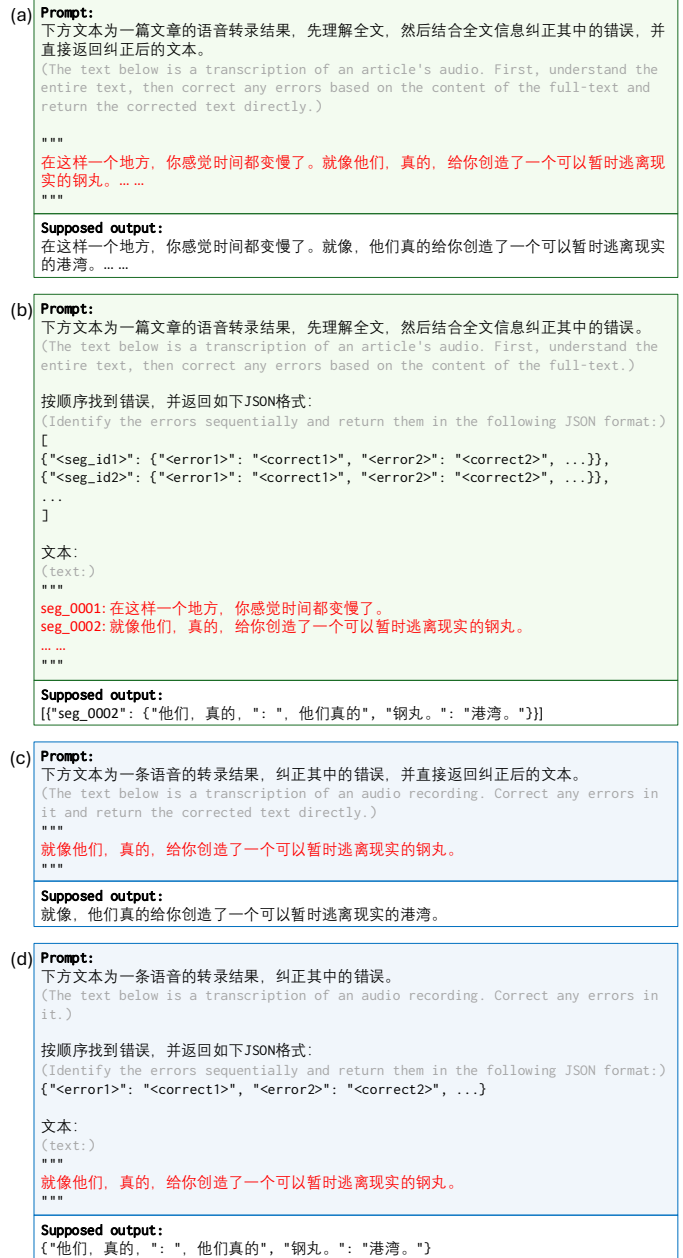 (a) Prompt:
下方文本为一篇文章的语音转录结果，先理解全文，然后结合全文信息纠正其中的错误，并
直接返回纠正后的文本。
(The text below is a transcription of an article's audio. First, understand the
entire text, then correct any errors based on the content of the full-text and
return the corrected text directly.)
"""
在这样一个地方，你感觉时间都变慢了。就像他们，真的，给你创造了一个可以暂时逃离现
实的钢丸。… …
"""
Supposed output:
在这样一个地方，你感觉时间都变慢了。就像，他们真的给你创造了一个可以暂时逃离现实
的港湾。… …
(b) Prompt:
下方文本为一篇文章的语音转录结果，先理解全文，然后结合全文信息纠正其中的错误。
(The text below is a transcription of an article's audio. First, understand the
entire text, then correct any errors based on the content of the full-text.)
按顺序找到错误，并返回如下JSON格式：
(Identify the errors sequentially and return them in the following JSON format:)
[
{"<seg_id1>": {"<error1>": "<correct1>", "<error2>": "<correct2>", ...}},
{"<seg_id2>": {"<error1>": "<correct1>", "<error2>": "<correct2>", ...}},
...
]
文本：
(text:)
"""
seg_0001: 在这样一个地方，你感觉时间都变慢了。
seg_0002: 就像他们，真的，给你创造了一个可以暂时逃离现实的钢丸。
… …
"""
Supposed output:
[{"seg_0002": {"他们，真的，": "，他们真的", "钢丸。": "港湾。"}}]
(c) Prompt:
下方文本为一条语音的转录结果，纠正其中的错误，并直接返回纠正后的文本。
(The text below is a transcription of an audio recording. Correct any errors in
it and return the corrected text directly.)
"""
就像他们，真的，给你创造了一个可以暂时逃离现实的钢丸。
"""
Supposed output:
就像，他们真的给你创造了一个可以暂时逃离现实的港湾。
(d) Prompt:
下方文本为一条语音的转录结果，纠正其中的错误。
(The text below is a transcription of an audio recording. Correct any errors in
it.)
按顺序找到错误，并返回如下JSON格式：
(Identify the errors sequentially and return them in the following JSON format:)
{"<error1>": "<correct1>", "<error2>": "<correct2>", ...}
文本：
(text:)
"""
就像他们，真的，给你创造了一个可以暂时逃离现实的钢丸。
"""
Supposed output:
{"他们，真的，": "，他们真的", "钢丸。": "港湾。"}